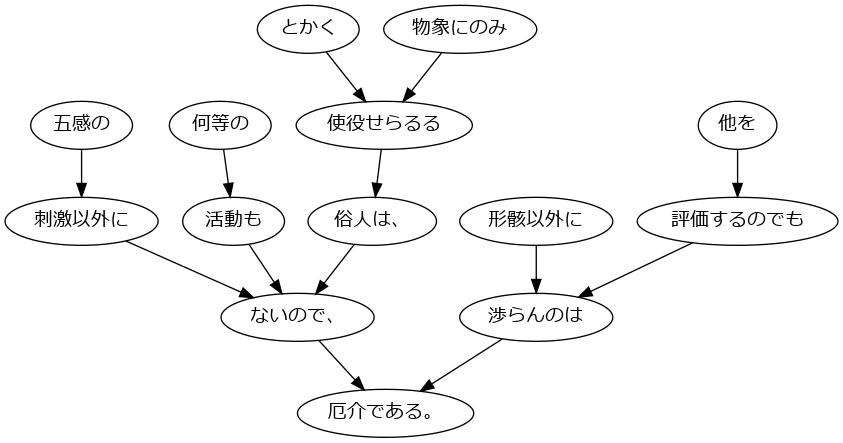 とかく
物象にのみ
五感の
何等の
使役せらるる
他を
刺激以外に
活動も
俗人は、
形骸以外に
評価するのでも
ないので、
渉らんのは
厄介である。